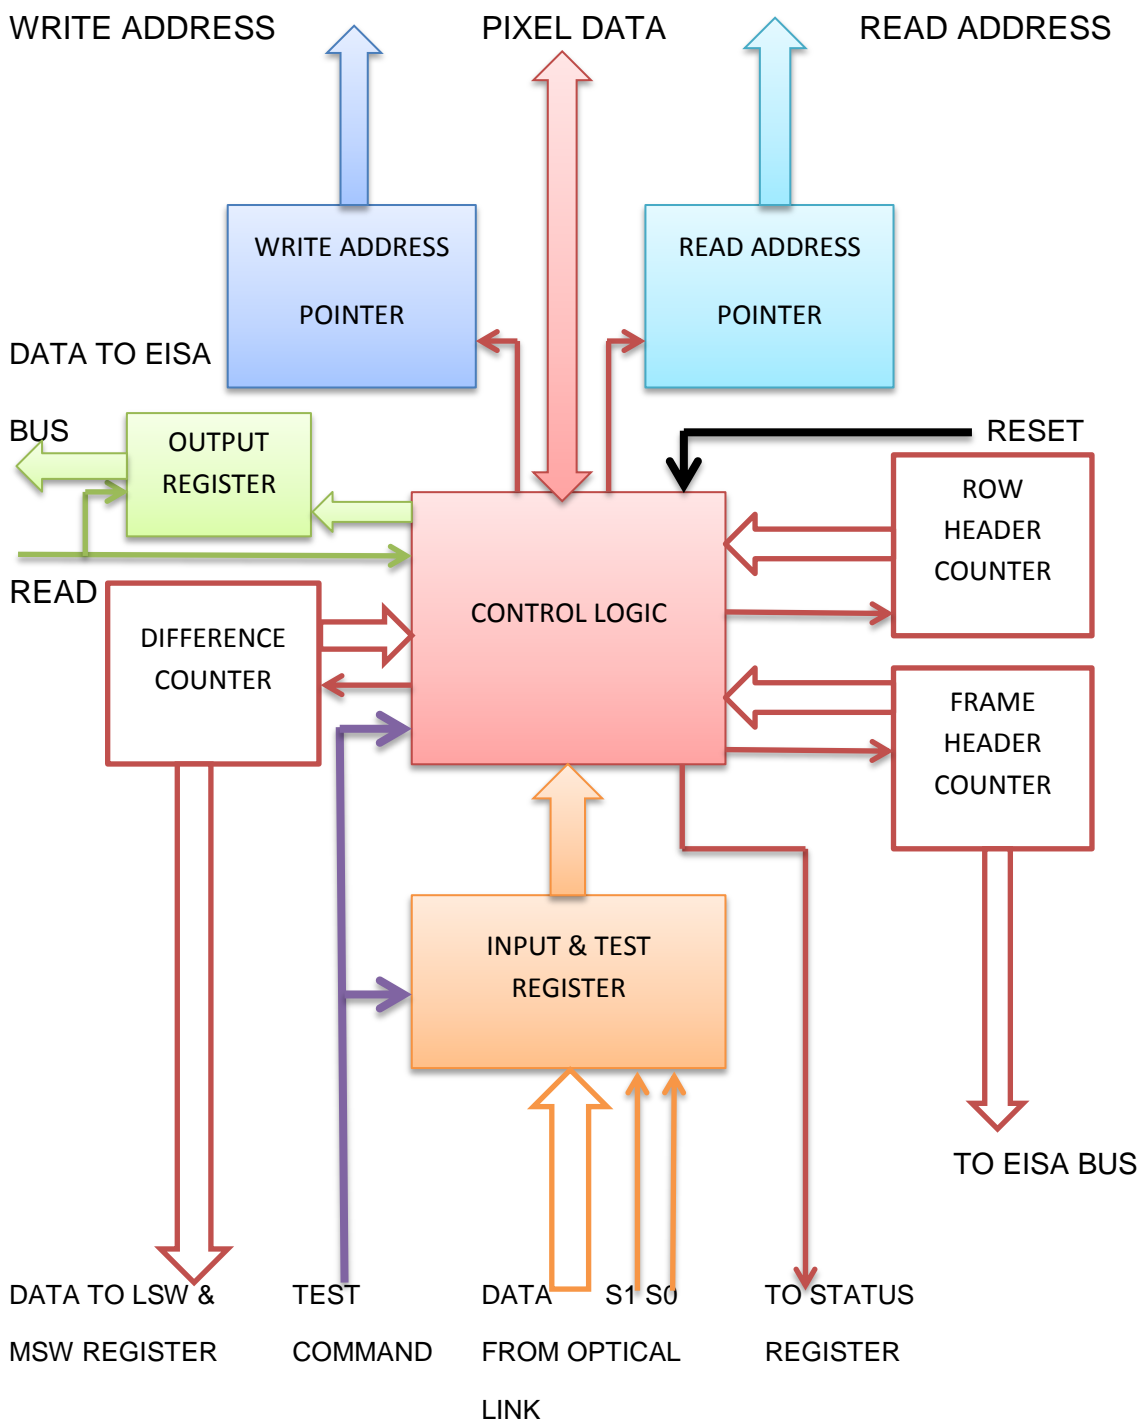 WRITE ADDRESS
PIXEL DATA
READ ADDRESS
WRITE ADDRESS
POINTER
READ ADDRESS
POINTER
DATA TO EISA
BUS
OUTPUT
REGISTER
RESET
ROW
HEADER
COUNTER
READ
DIFFERENCE
COUNTER
CONTROL LOGIC
FRAME
HEADER
COUNTER
INPUT & TEST
REGISTER
TO EISA BUS
DATA TO LSW &
MSW REGISTER
TEST
COMMAND
DATA S1 S0
FROM OPTICAL
LINK
TO STATUS
REGISTER